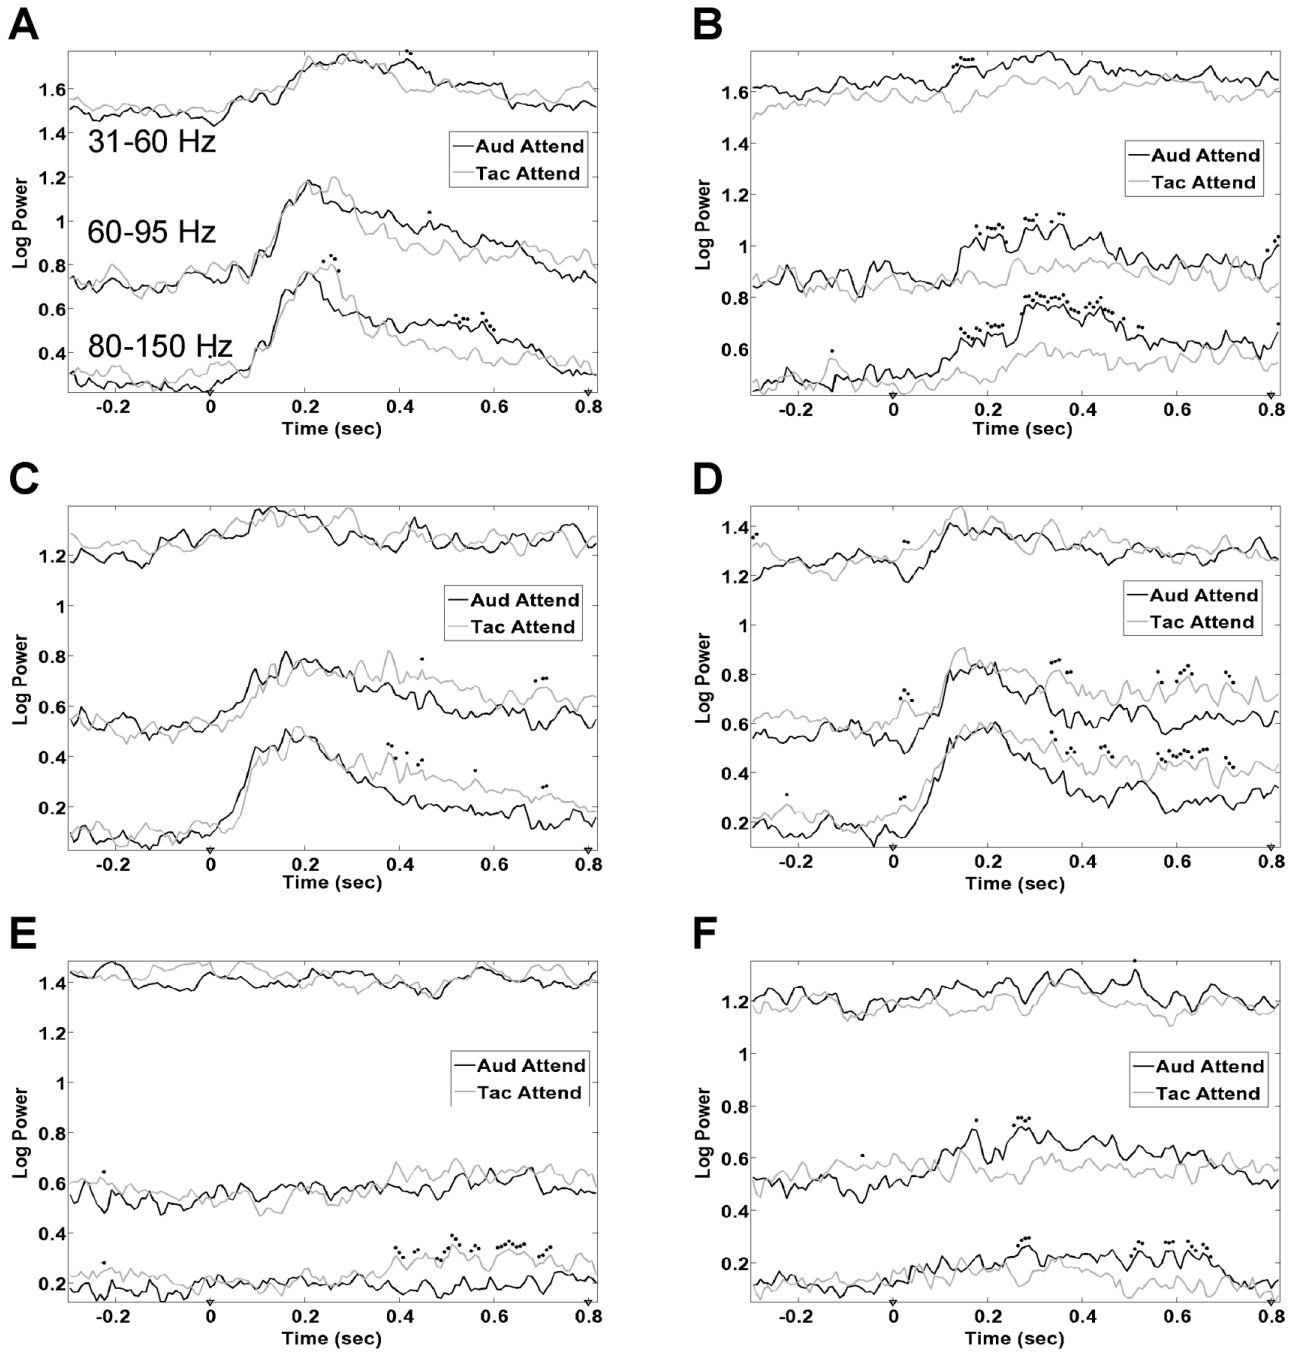 A
1.6
1.4
1.2
1
0.8
0.4
Log Power
31-60 Hz
60-95 Hz
80-150 Hz
Aud Attend
Tac Attend
-0.2 0 0.2 0.4 0.6 0.8
Time (sec)
B
1.6
1.4
1.2
1
0.8
0.6
Log Power
Aud Attend
Tac Attend
-0.2 0 0.2 0.4 0.6 0.8
Time (sec)
C
1.2
1
0.8
0.6
0.4
0.2
Log Power
Aud Attend
Tac Attend
-0.2 0 0.2 0.4 0.6 0.8
Time (sec)
D
1.4
1.2
1
0.8
0.6
0.4
0.2
Log Power
Aud Attend
Tac Attend
-0.2 0 0.2 0.4 0.6 0.8
Time (sec)
E
1.4
1.2
1
0.8
0.6
0.4
0.2
Log Power
Aud Attend
Tac Attend
-0.2 0 0.2 0.4 0.6 0.8
Time (sec)
F
1.2
1
0.8
0.6
0.4
0.2
Log Power
Aud Attend
Tac Attend
-0.2 0 0.2 0.4 0.6 0.8
Time (sec)